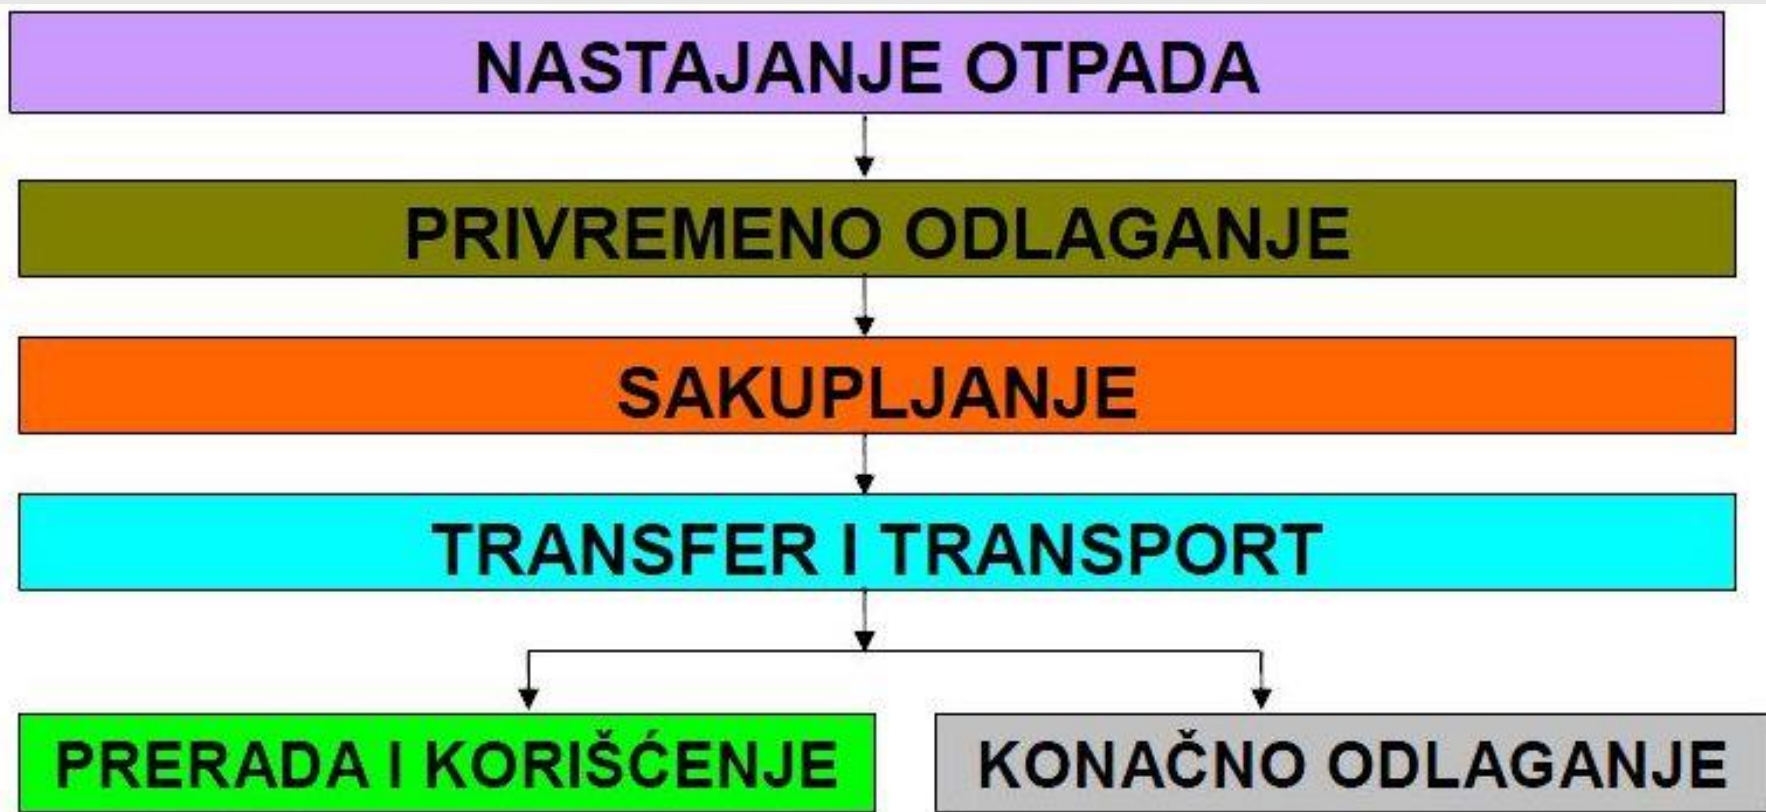 NASTAJANJE OTPADA
PRIVREMENO ODLAGANJE
SAKUPLJANJE
TRANSFER I TRANSPORT
PRERADA I KORIŠĆENJE
KONAČNO ODLAGANJE